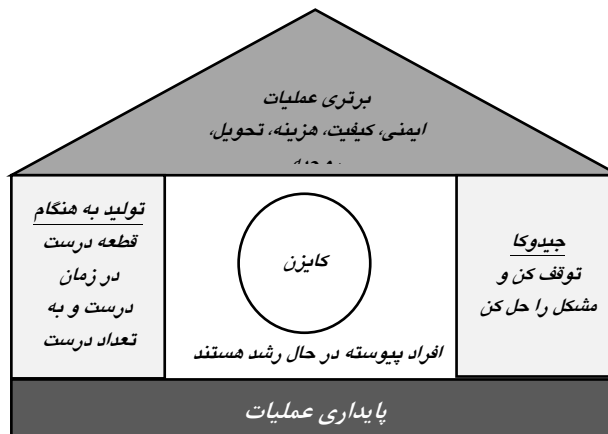 برتری عملیات
ایمنی، کیفیت، هزینه، تحویل،
جیدوکا
توقف کن و
مشکل را حل کن
کایزن
افراد پیوسته در حال رشد هستند
تولید به هنگام
قطعه درست
در زمان
درست و به
تعداد درست
پایداری عملیات